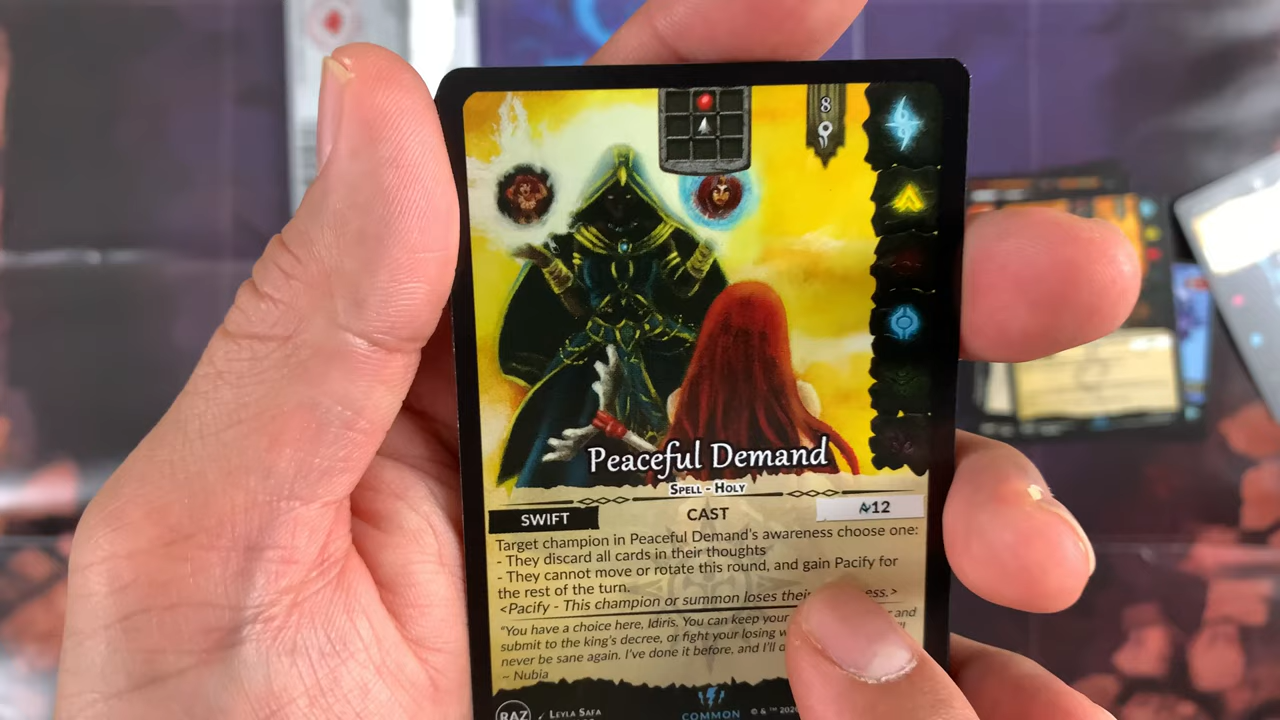 8
Peaceful Demand
Spell - Holy
SWIFT
CAST
12
Target champion in Peaceful Demand's awareness choose one:
- They discard all cards in their thoughts
- They cannot move or rotate this round, and gain Pacify for
the rest of the turn.
<Pacify - This champion or summon loses their
"You have a choice here, Idiris. You can keep your and
submit to the king's decree, or fight your losing
never be sane again. I've done it before, and I'll
~ Nubia
RAZ
Leyla Safa
COMMON
© & ™ 2020